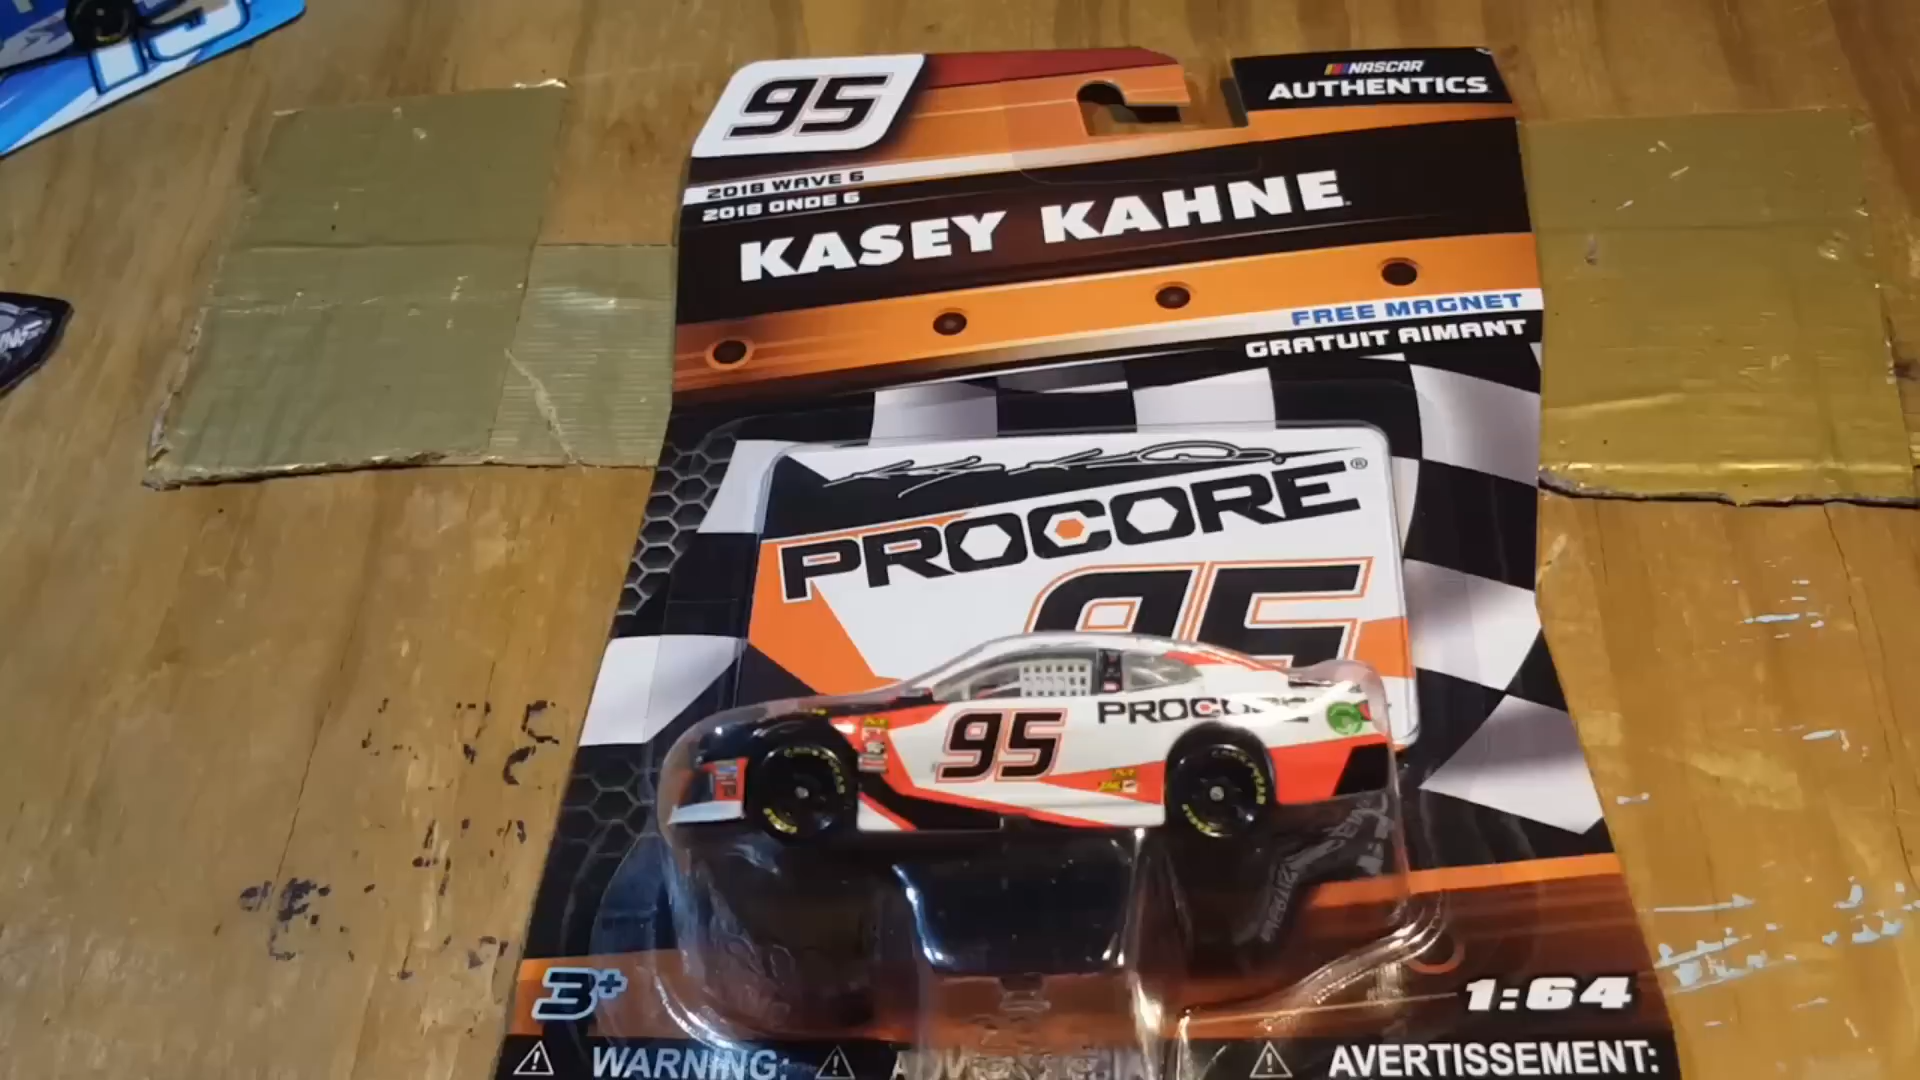 95
NASCAR
AUTHENTICS
2018 WAVE 6
2018 ONDE 6
KASEY KAHNE
FREE MAGNET
GRATUIT AIMANT
PROCORE®
95
95
PROCORE
3+
1:64
WARNING:
AVERTISSEMENT: